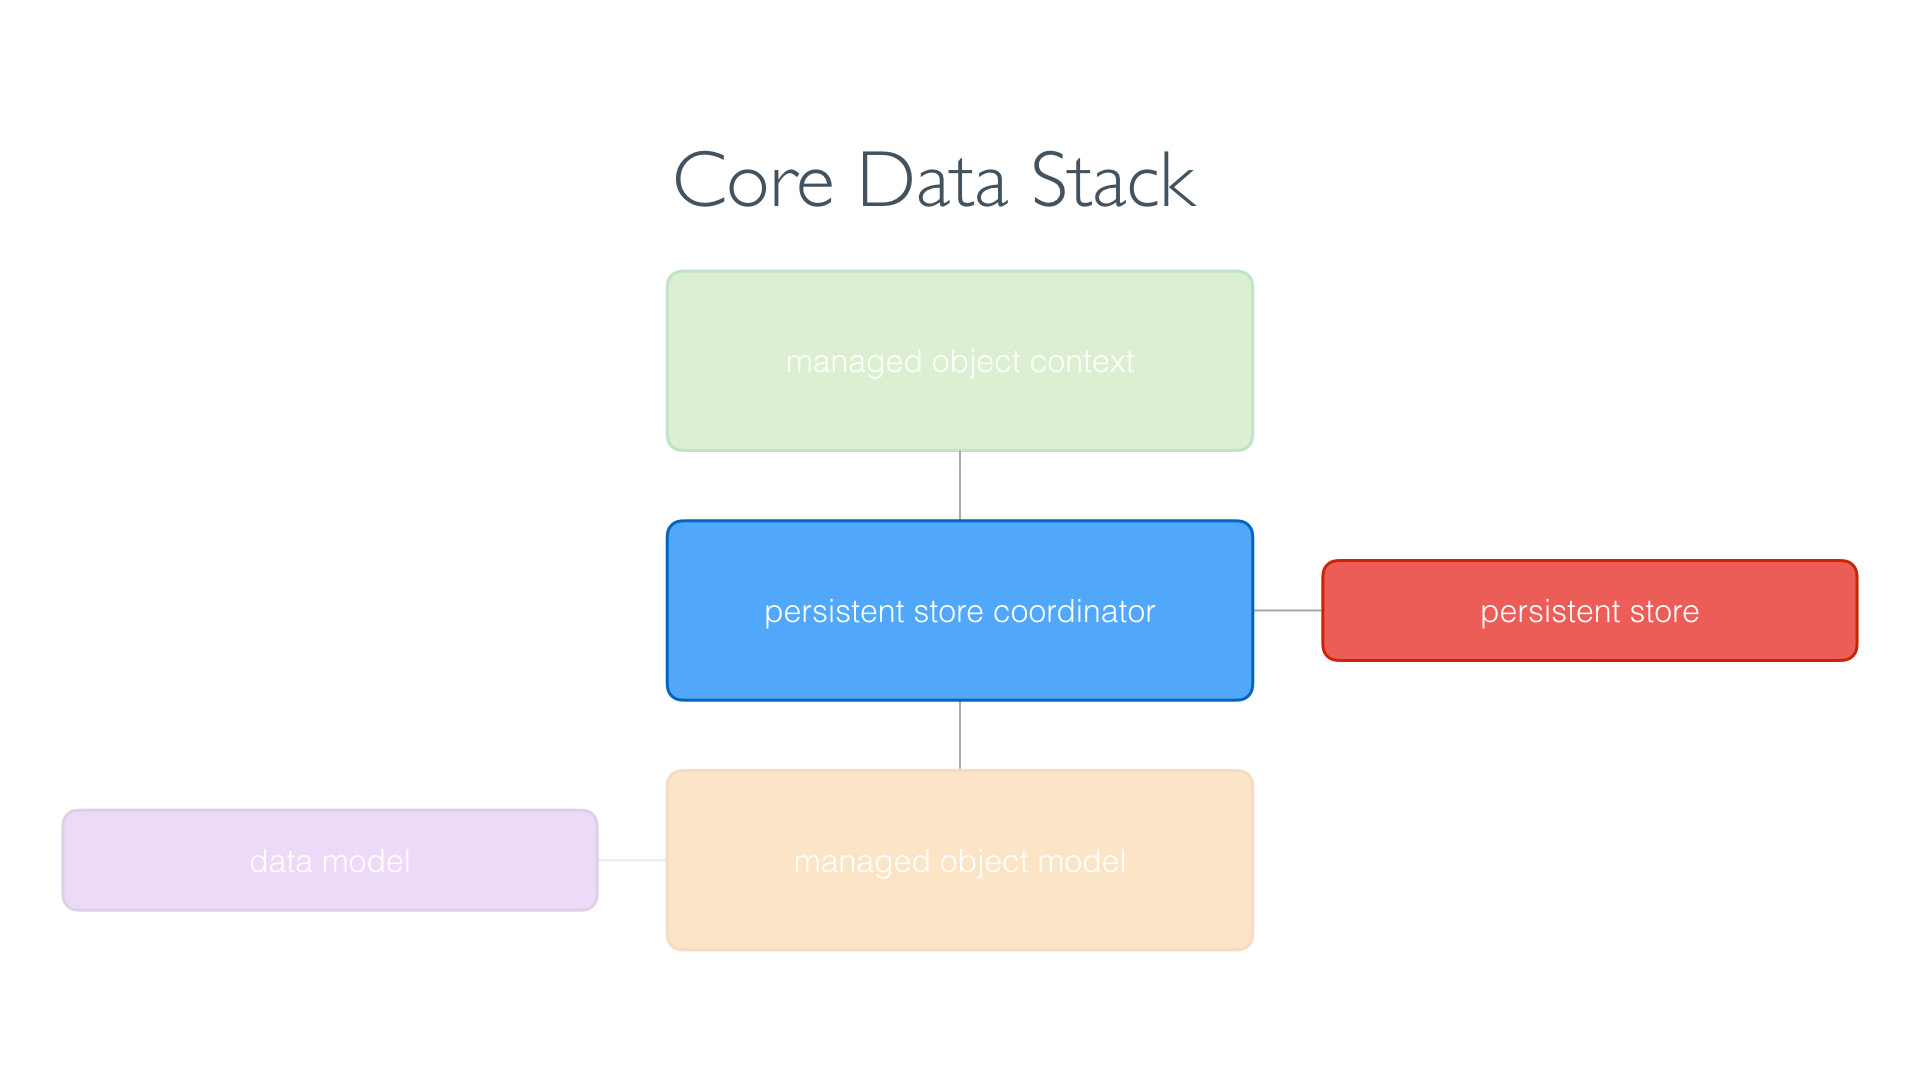 Core Data Stack
managed object context
persistent store coordinator
persistent store
data model
managed object model